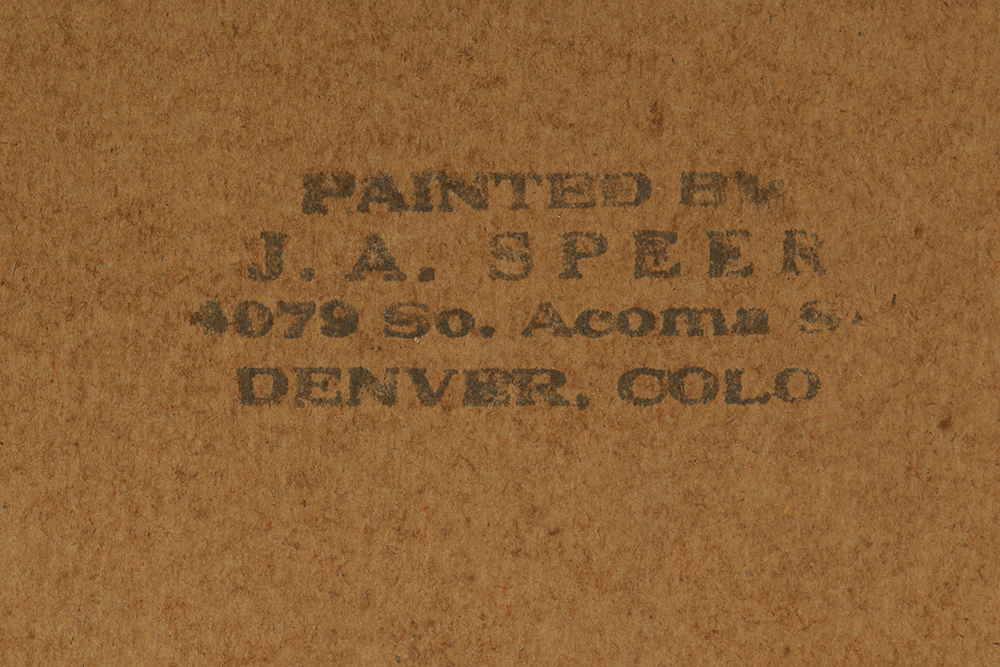 PAINTED BY
J. A. SPEER
4079 So. Acoma
DENVER, COLO